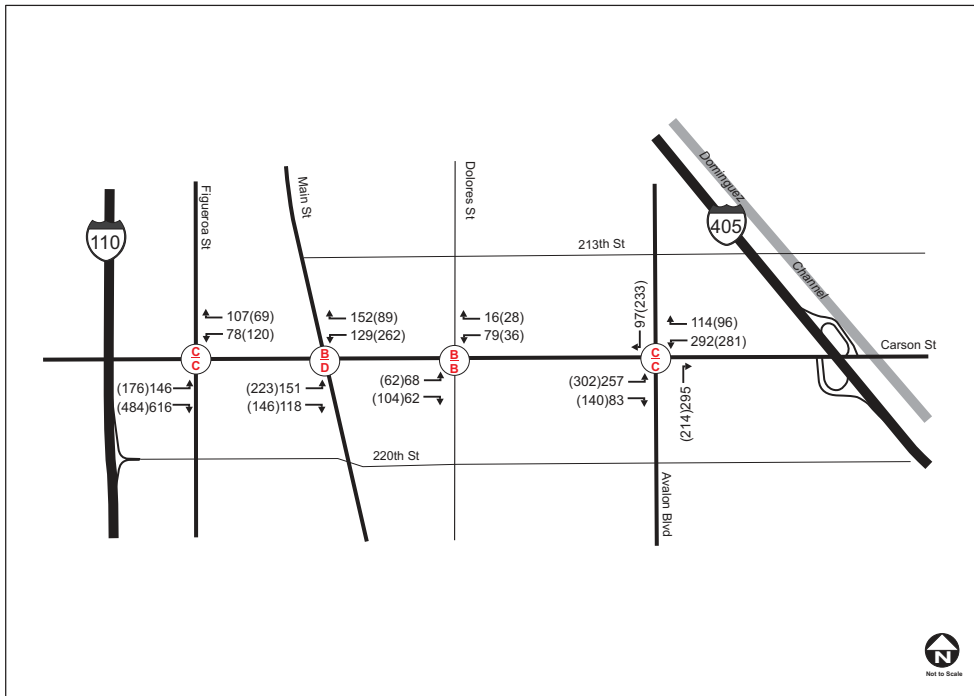 Dominguez
Channel
Figueroa St
Main St
Dolores St
405
110
213th St
97(233)
107(69)
78(120)
152(89)
129(262)
16(28)
79(36)
114(96)
292(281)
Carson St
C
C
B
D
B
B
C
C
(176)146
(484)616
(223)151
(146)118
(62)68
(104)62
(302)257
(140)83
(214)295
220th St
Avalon Blvd
N
Not to Scale